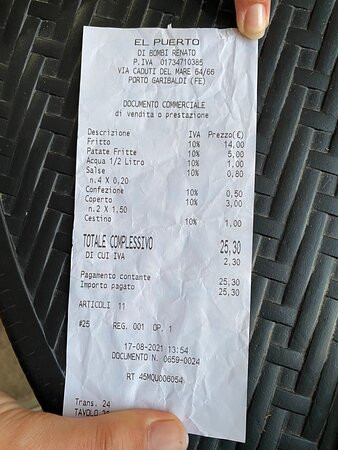 EL PUERTO
DI BOMBI RENATO
P.IVA 01734710385
VIA CADUTI DEL MARE 64/66
PORTO GARIBALDI (FE)
DOCUMENTO COMMERCIALE
di vendita o prestazione
Descrizione IVA Prezzo(€)
Fritto 10% 14,00
Patate Fritte 10% 5,00
Acqua 1/2 Litro 10% 1,00
Salse 10% 0,80
n.4 X 0,20
Confezione 10% 0,50
Coperto 10% 3,00
n.2 X 1,50
Cestino 10% 1,00
TOTALE COMPLESSIVO 25,30
DI CUI IVA 2,30
Pagamento contante 25,30
Importo pagato 25,30
ARTICOLI 11
#25 REG. 001 OP. 1
17-08-2021 13:54
DOCUMENTO N. 0659-0024
RT 45MQU006054
Trans. 24
TAVOLO